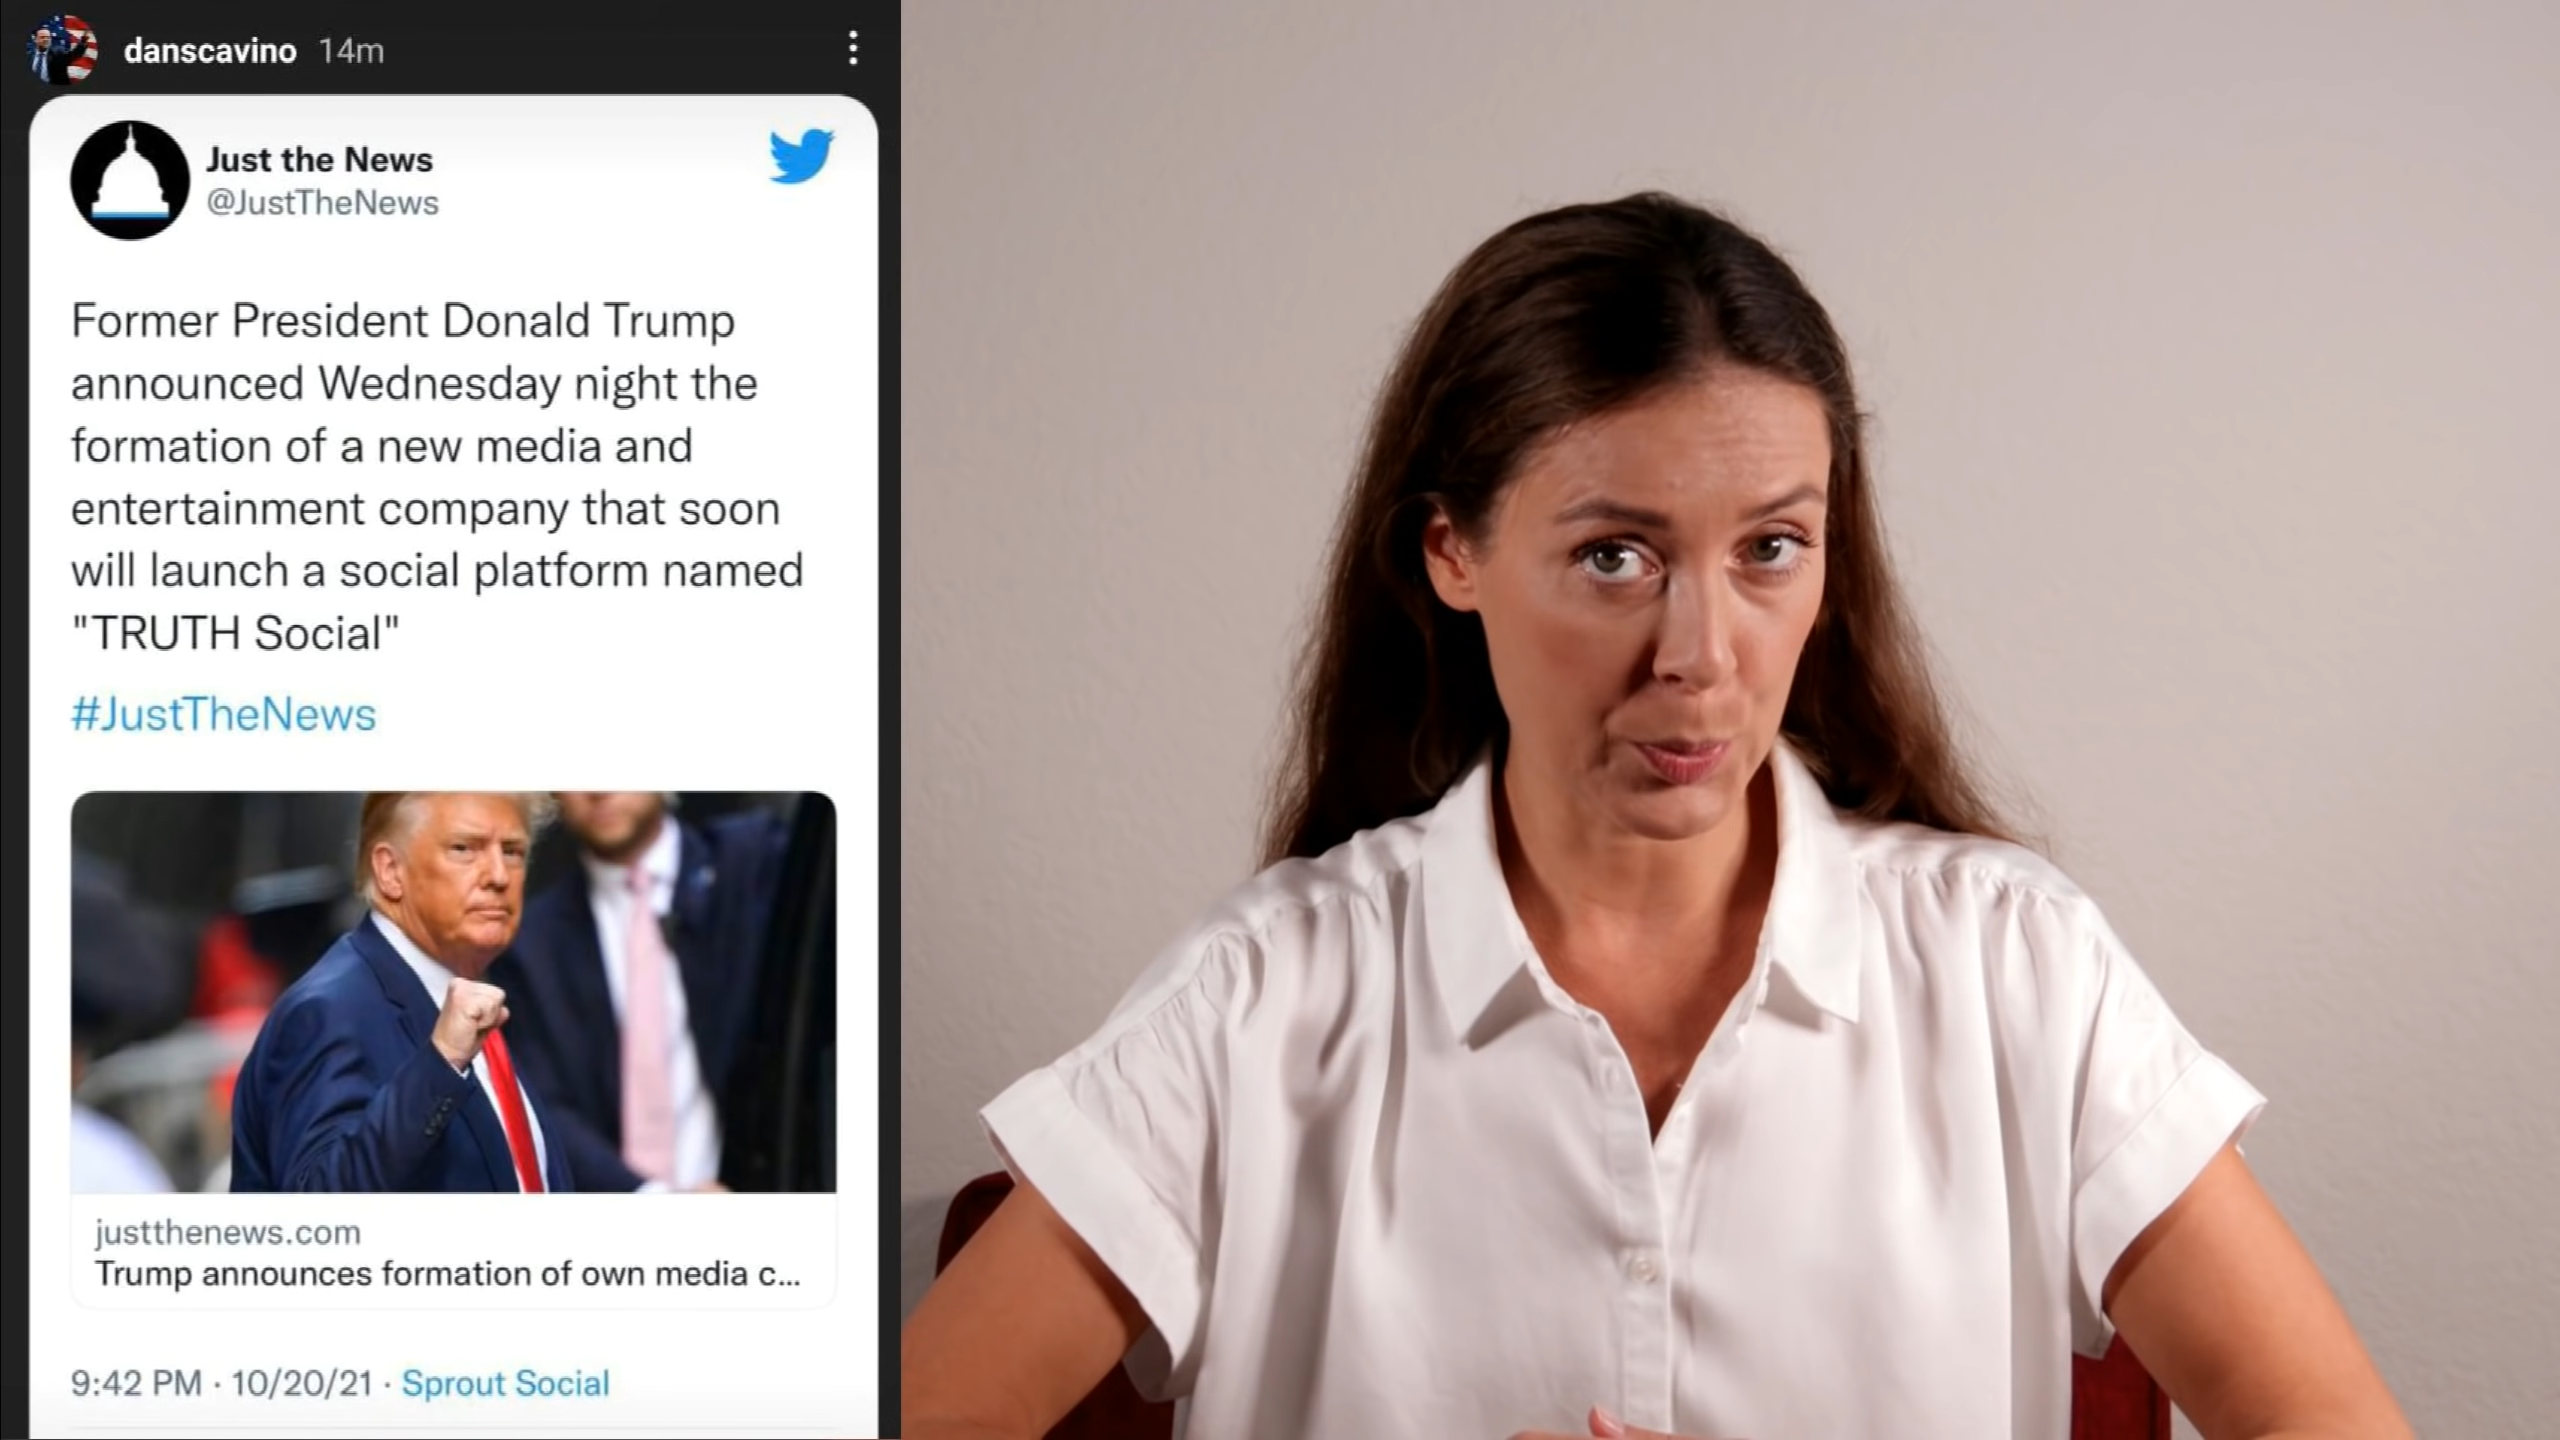 danscavino 14m
Just the News
@JustTheNews
Former President Donald Trump
announced Wednesday night the
formation of a new media and
entertainment company that soon
will launch a social platform named
"TRUTH Social"
#JustTheNews
justthenews.com
Trump announces formation of own media c...
9:42 PM · 10/20/21 · Sprout Social